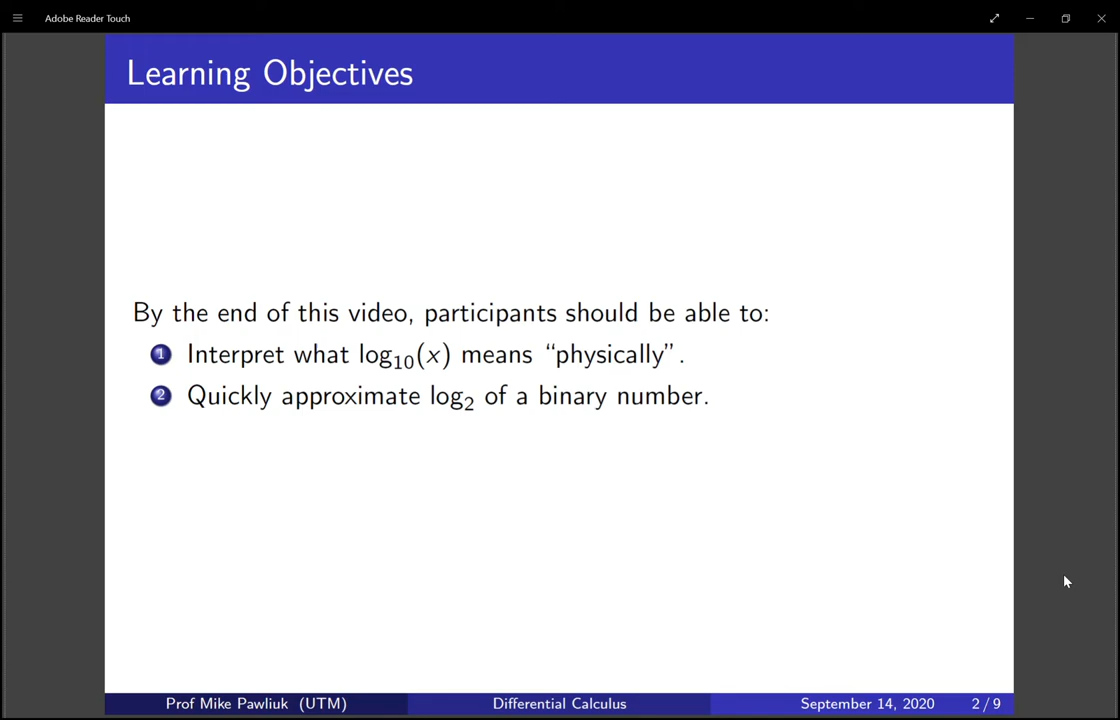 Adobe Reader Touch
Learning Objectives
By the end of this video, participants should be able to:
1 Interpret what log₁₀(x) means “physically”.
2 Quickly approximate log₂ of a binary number.
Prof Mike Pawliuk (UTM) Differential Calculus September 14, 2020 2 / 9